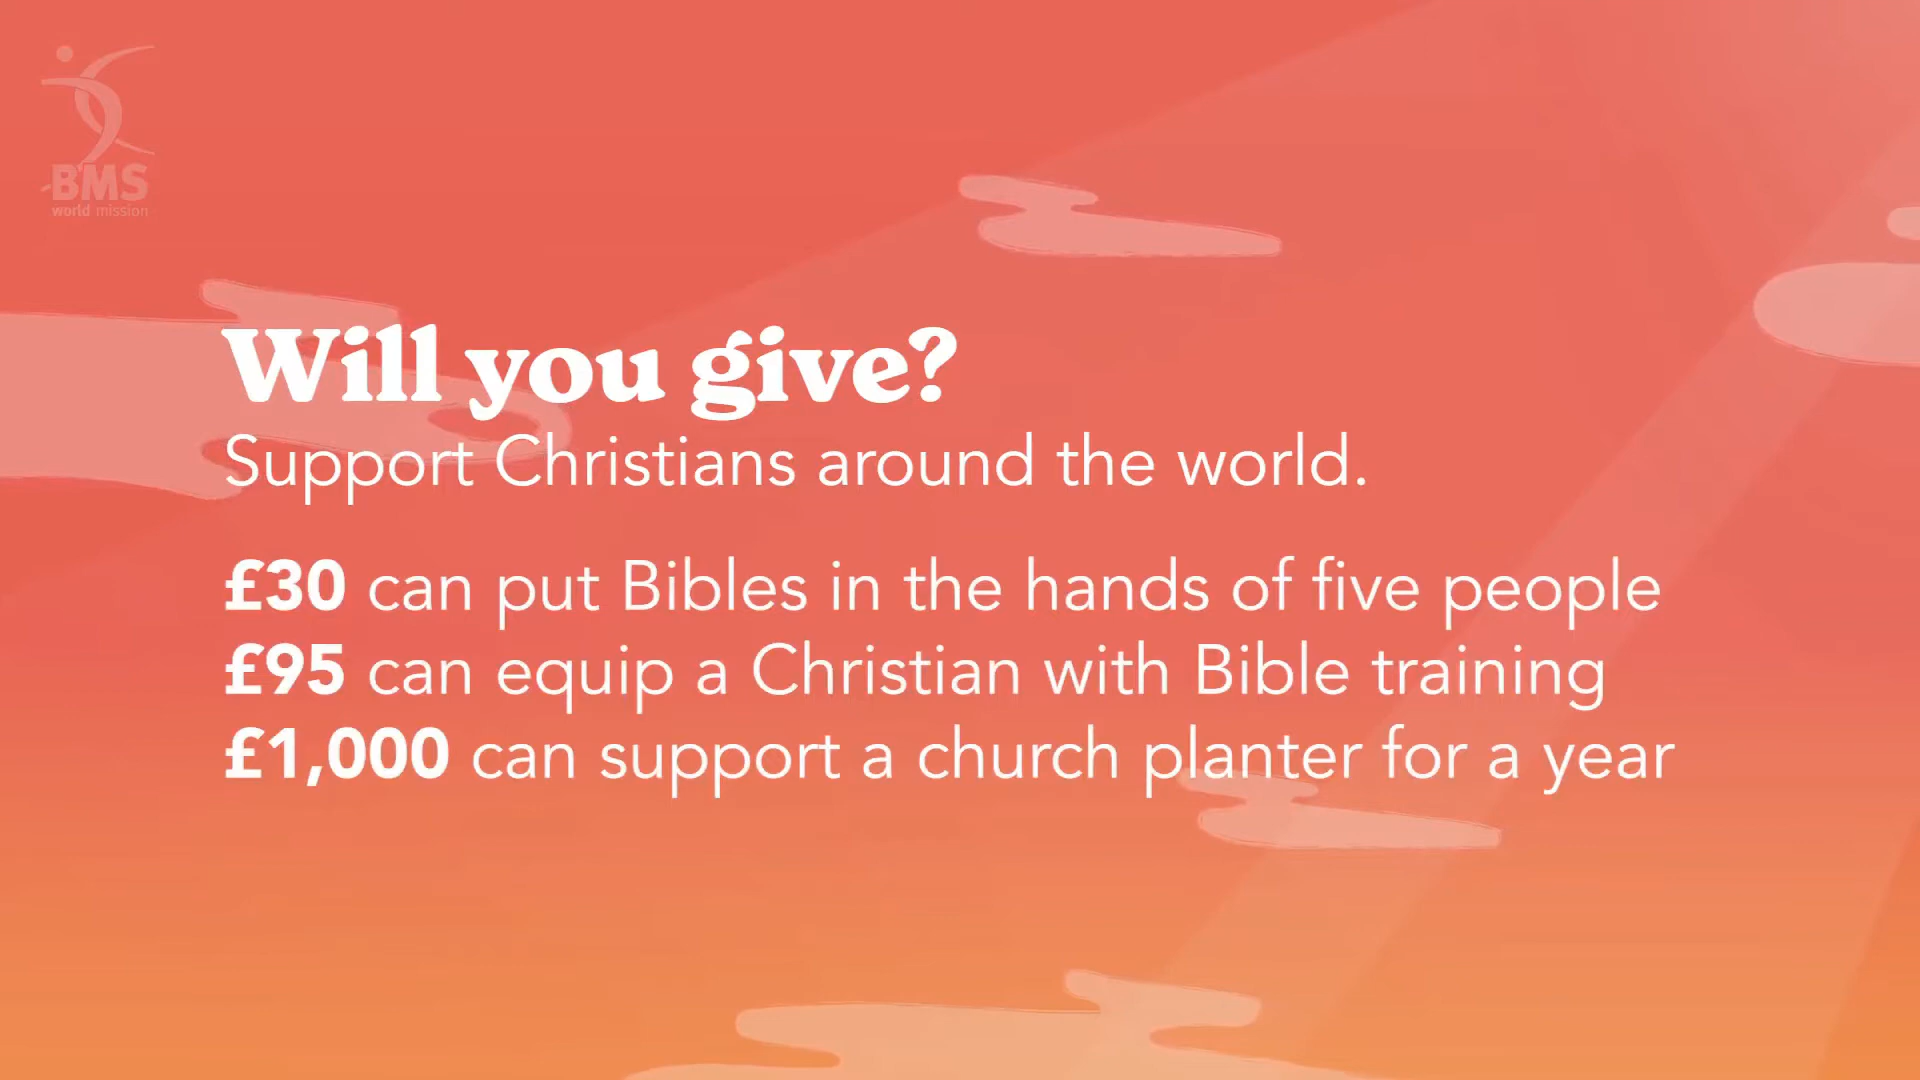 BMS
world mission
Will you give?
Support Christians around the world.
£30 can put Bibles in the hands of five people
£95 can equip a Christian with Bible training
£1,000 can support a church planter for a year